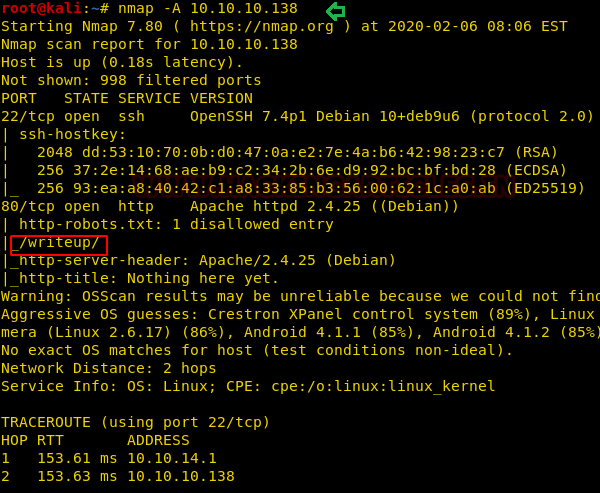 root@kali:~# nmap -A 10.10.10.138
Starting Nmap 7.80 ( https://nmap.org ) at 2020-02-06 08:06 EST
Nmap scan report for 10.10.10.138
Host is up (0.18s latency).
Not shown: 998 filtered ports
PORT   STATE SERVICE VERSION
22/tcp open  ssh     OpenSSH 7.4p1 Debian 10+deb9u6 (protocol 2.0)
| ssh-hostkey:
|   2048 dd:53:10:70:0b:d0:47:0a:e2:7e:4a:b6:42:98:23:c7 (RSA)
|   256 37:2e:14:68:ae:b9:c2:34:2b:6e:d9:92:bc:bf:bd:28 (ECDSA)
|_  256 93:ea:a8:40:42:c1:a8:33:85:b3:56:00:62:1c:a0:ab (ED25519)
80/tcp open  http    Apache httpd 2.4.25 ((Debian))
| http-robots.txt: 1 disallowed entry
|_/writeup/
|_http-server-header: Apache/2.4.25 (Debian)
|_http-title: Nothing here yet.
Warning: OSScan results may be unreliable because we could not find
Aggressive OS guesses: Crestron XPanel control system (89%), Linux
mera (Linux 2.6.17) (86%), Android 4.1.1 (85%), Android 4.1.2 (85%)
No exact OS matches for host (test conditions non-ideal).
Network Distance: 2 hops
Service Info: OS: Linux; CPE: cpe:/o:linux:linux_kernel
TRACEROUTE (using port 22/tcp)
HOP RTT       ADDRESS
1   153.61 ms 10.10.14.1
2   153.63 ms 10.10.10.138